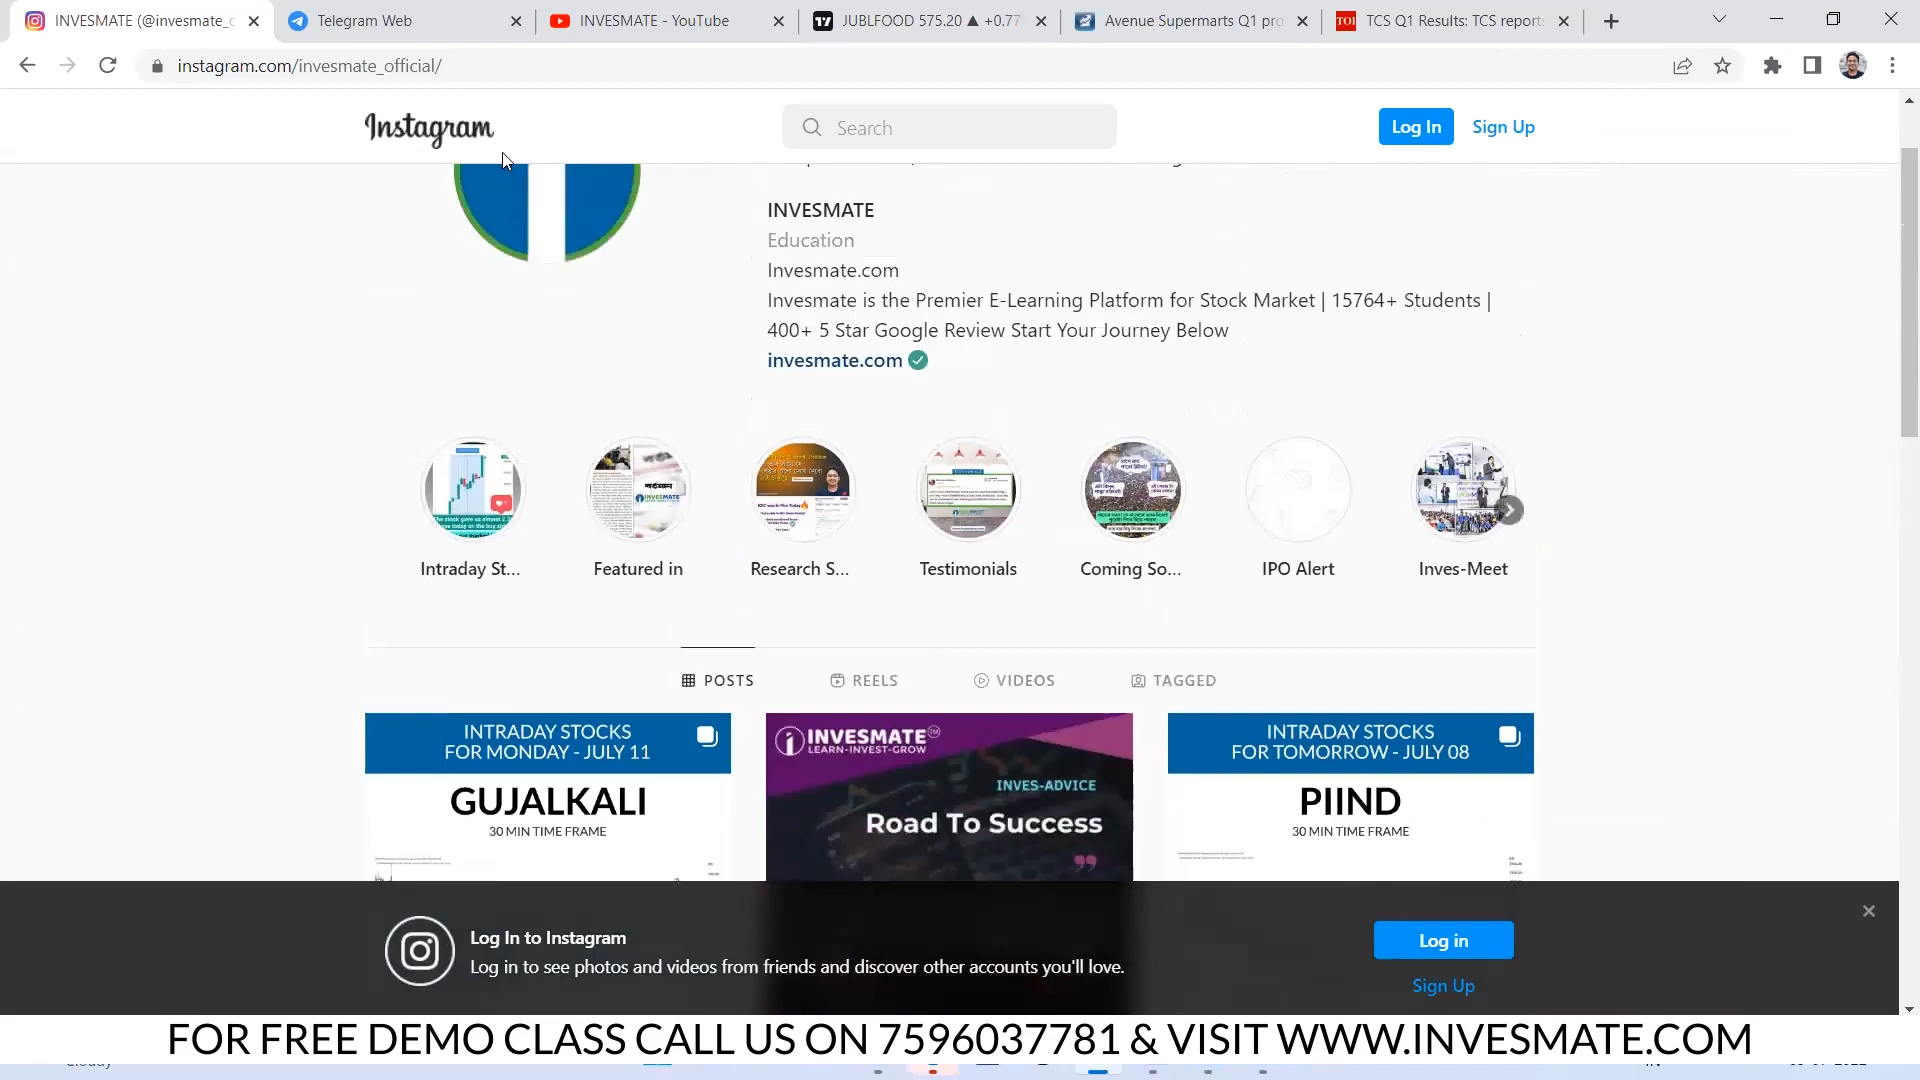 INVESMATE (@invesmate_c
Telegram Web
INVESMATE - YouTube
JUBLFOOD 575.20 ▲ +0.77
Avenue Supermarts Q1 pro
TCS Q1 Results: TCS reports
instagram.com/invesmate_official/
Instagram
Search
Log In
Sign Up
INVESMATE
Education
Invesmate.com
Invesmate is the Premier E-Learning Platform for Stock Market | 15764+ Students |
400+ 5 Star Google Review Start Your Journey Below
invesmate.com
Intraday St...
Featured in
Research S...
Testimonials
Coming So...
IPO Alert
Inves-Meet
POSTS
REELS
VIDEOS
TAGGED
INTRADAY STOCKS
FOR MONDAY - JULY 11
GUJALKALI
30 MIN TIME FRAME
INVESMATE™
LEARN-INVEST-GROW
INVES-ADVICE
Road To Success
INTRADAY STOCKS
FOR TOMORROW - JULY 08
PIIND
30 MIN TIME FRAME
Log In to Instagram
Log in to see photos and videos from friends and discover other accounts you'll love.
Log in
Sign Up
FOR FREE DEMO CLASS CALL US ON 7596037781 & VISIT WWW.INVESMATE.COM